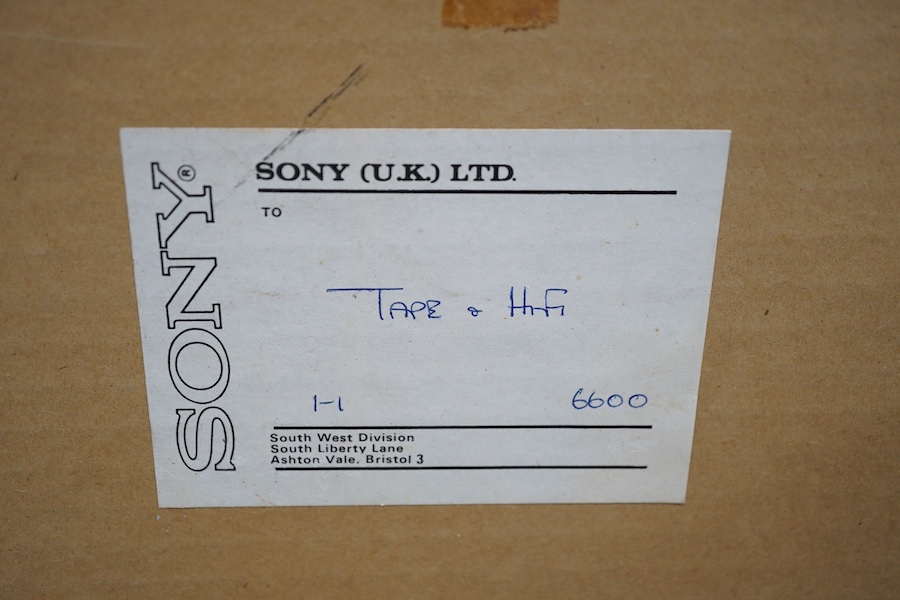 SONY®
SONY (U.K.) LTD.
TO
TAPE & HiFi
1-1 6600
South West Division
South Liberty Lane
Ashton Vale, Bristol 3